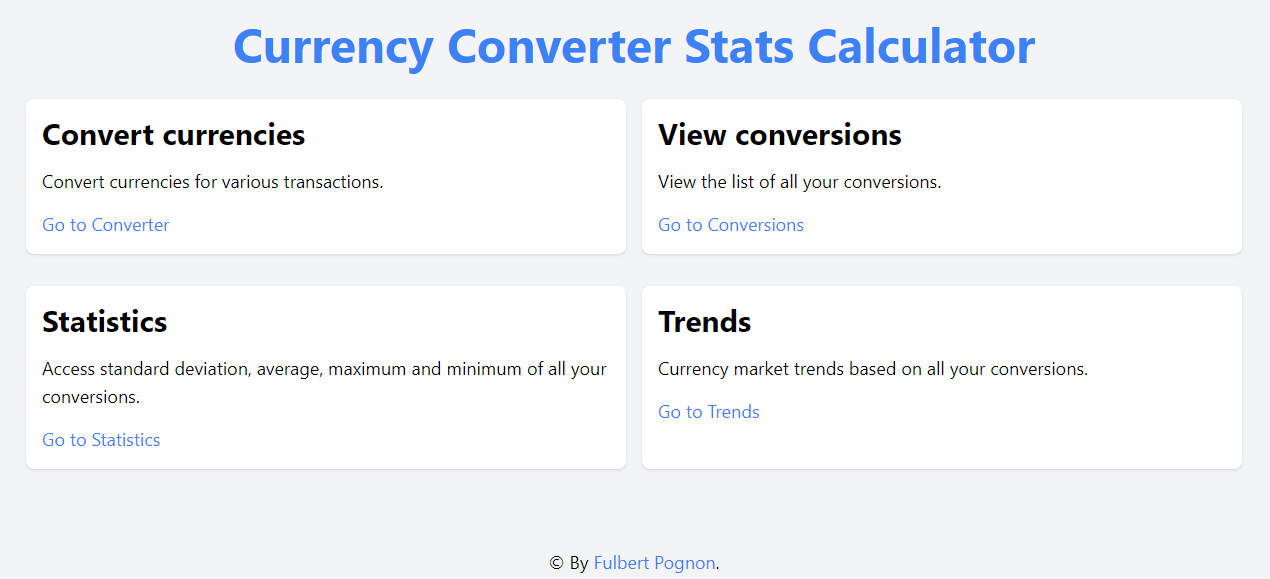 Currency Converter Stats Calculator
Convert currencies
Convert currencies for various transactions.
Go to Converter
View conversions
View the list of all your conversions.
Go to Conversions
Statistics
Access standard deviation, average, maximum and minimum of all your
conversions.
Go to Statistics
Trends
Currency market trends based on all your conversions.
Go to Trends
© By Fulbert Pognon.